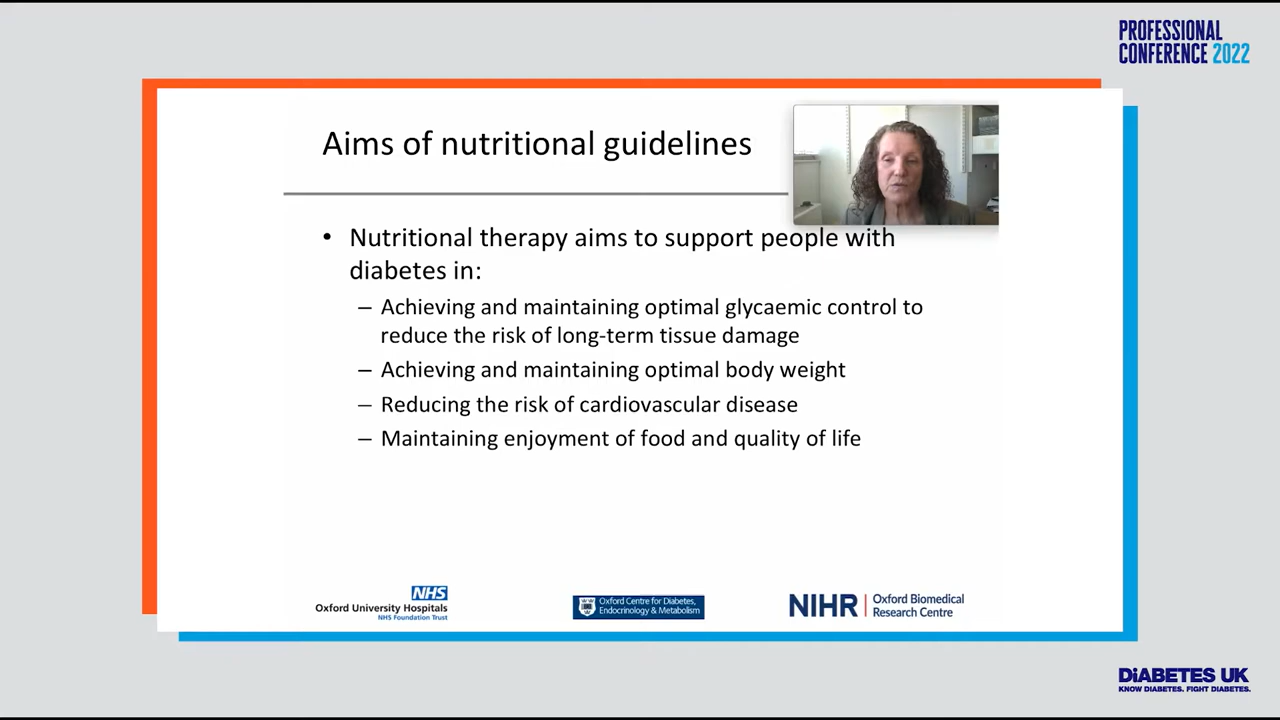 PROFESSIONAL
CONFERENCE 2022
Aims of nutritional guidelines
• Nutritional therapy aims to support people with
diabetes in:
– Achieving and maintaining optimal glycaemic control to
reduce the risk of long-term tissue damage
– Achieving and maintaining optimal body weight
– Reducing the risk of cardiovascular disease
– Maintaining enjoyment of food and quality of life
NHS
Oxford University Hospitals
NHS Foundation Trust
Oxford Centre for Diabetes,
Endocrinology & Metabolism
NIHR | Oxford Biomedical
Research Centre
DiABETES UK
KNOW DIABETES. FIGHT DIABETES.